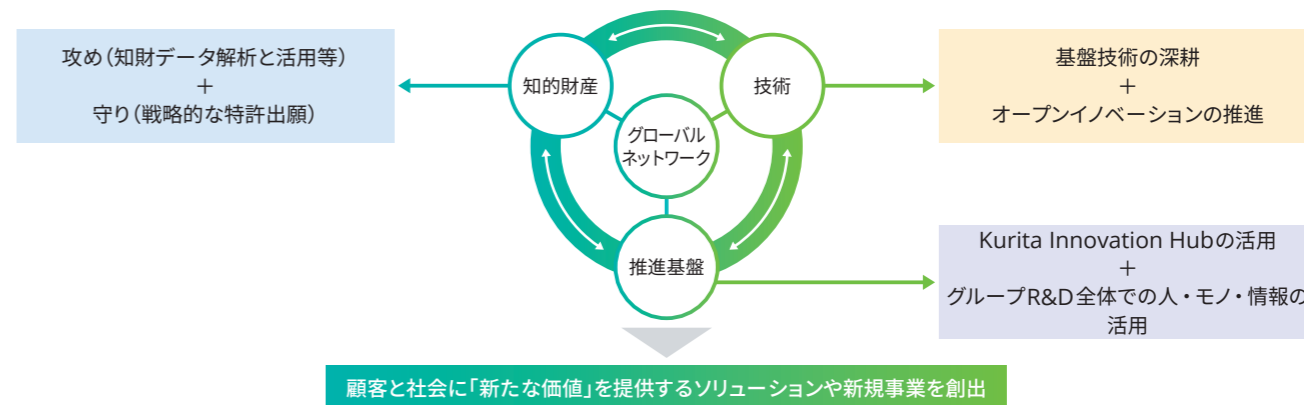 攻め（知財データ解析と活用等）
＋
守り（戦略的な特許出願）
知的財産
技術
グローバル
ネットワーク
推進基盤
基盤技術の深耕
＋
オープンイノベーションの推進
Kurita Innovation Hubの活用
＋
グループR&D全体での人・モノ・情報の
活用
顧客と社会に「新たな価値」を提供するソリューションや新規事業を創出